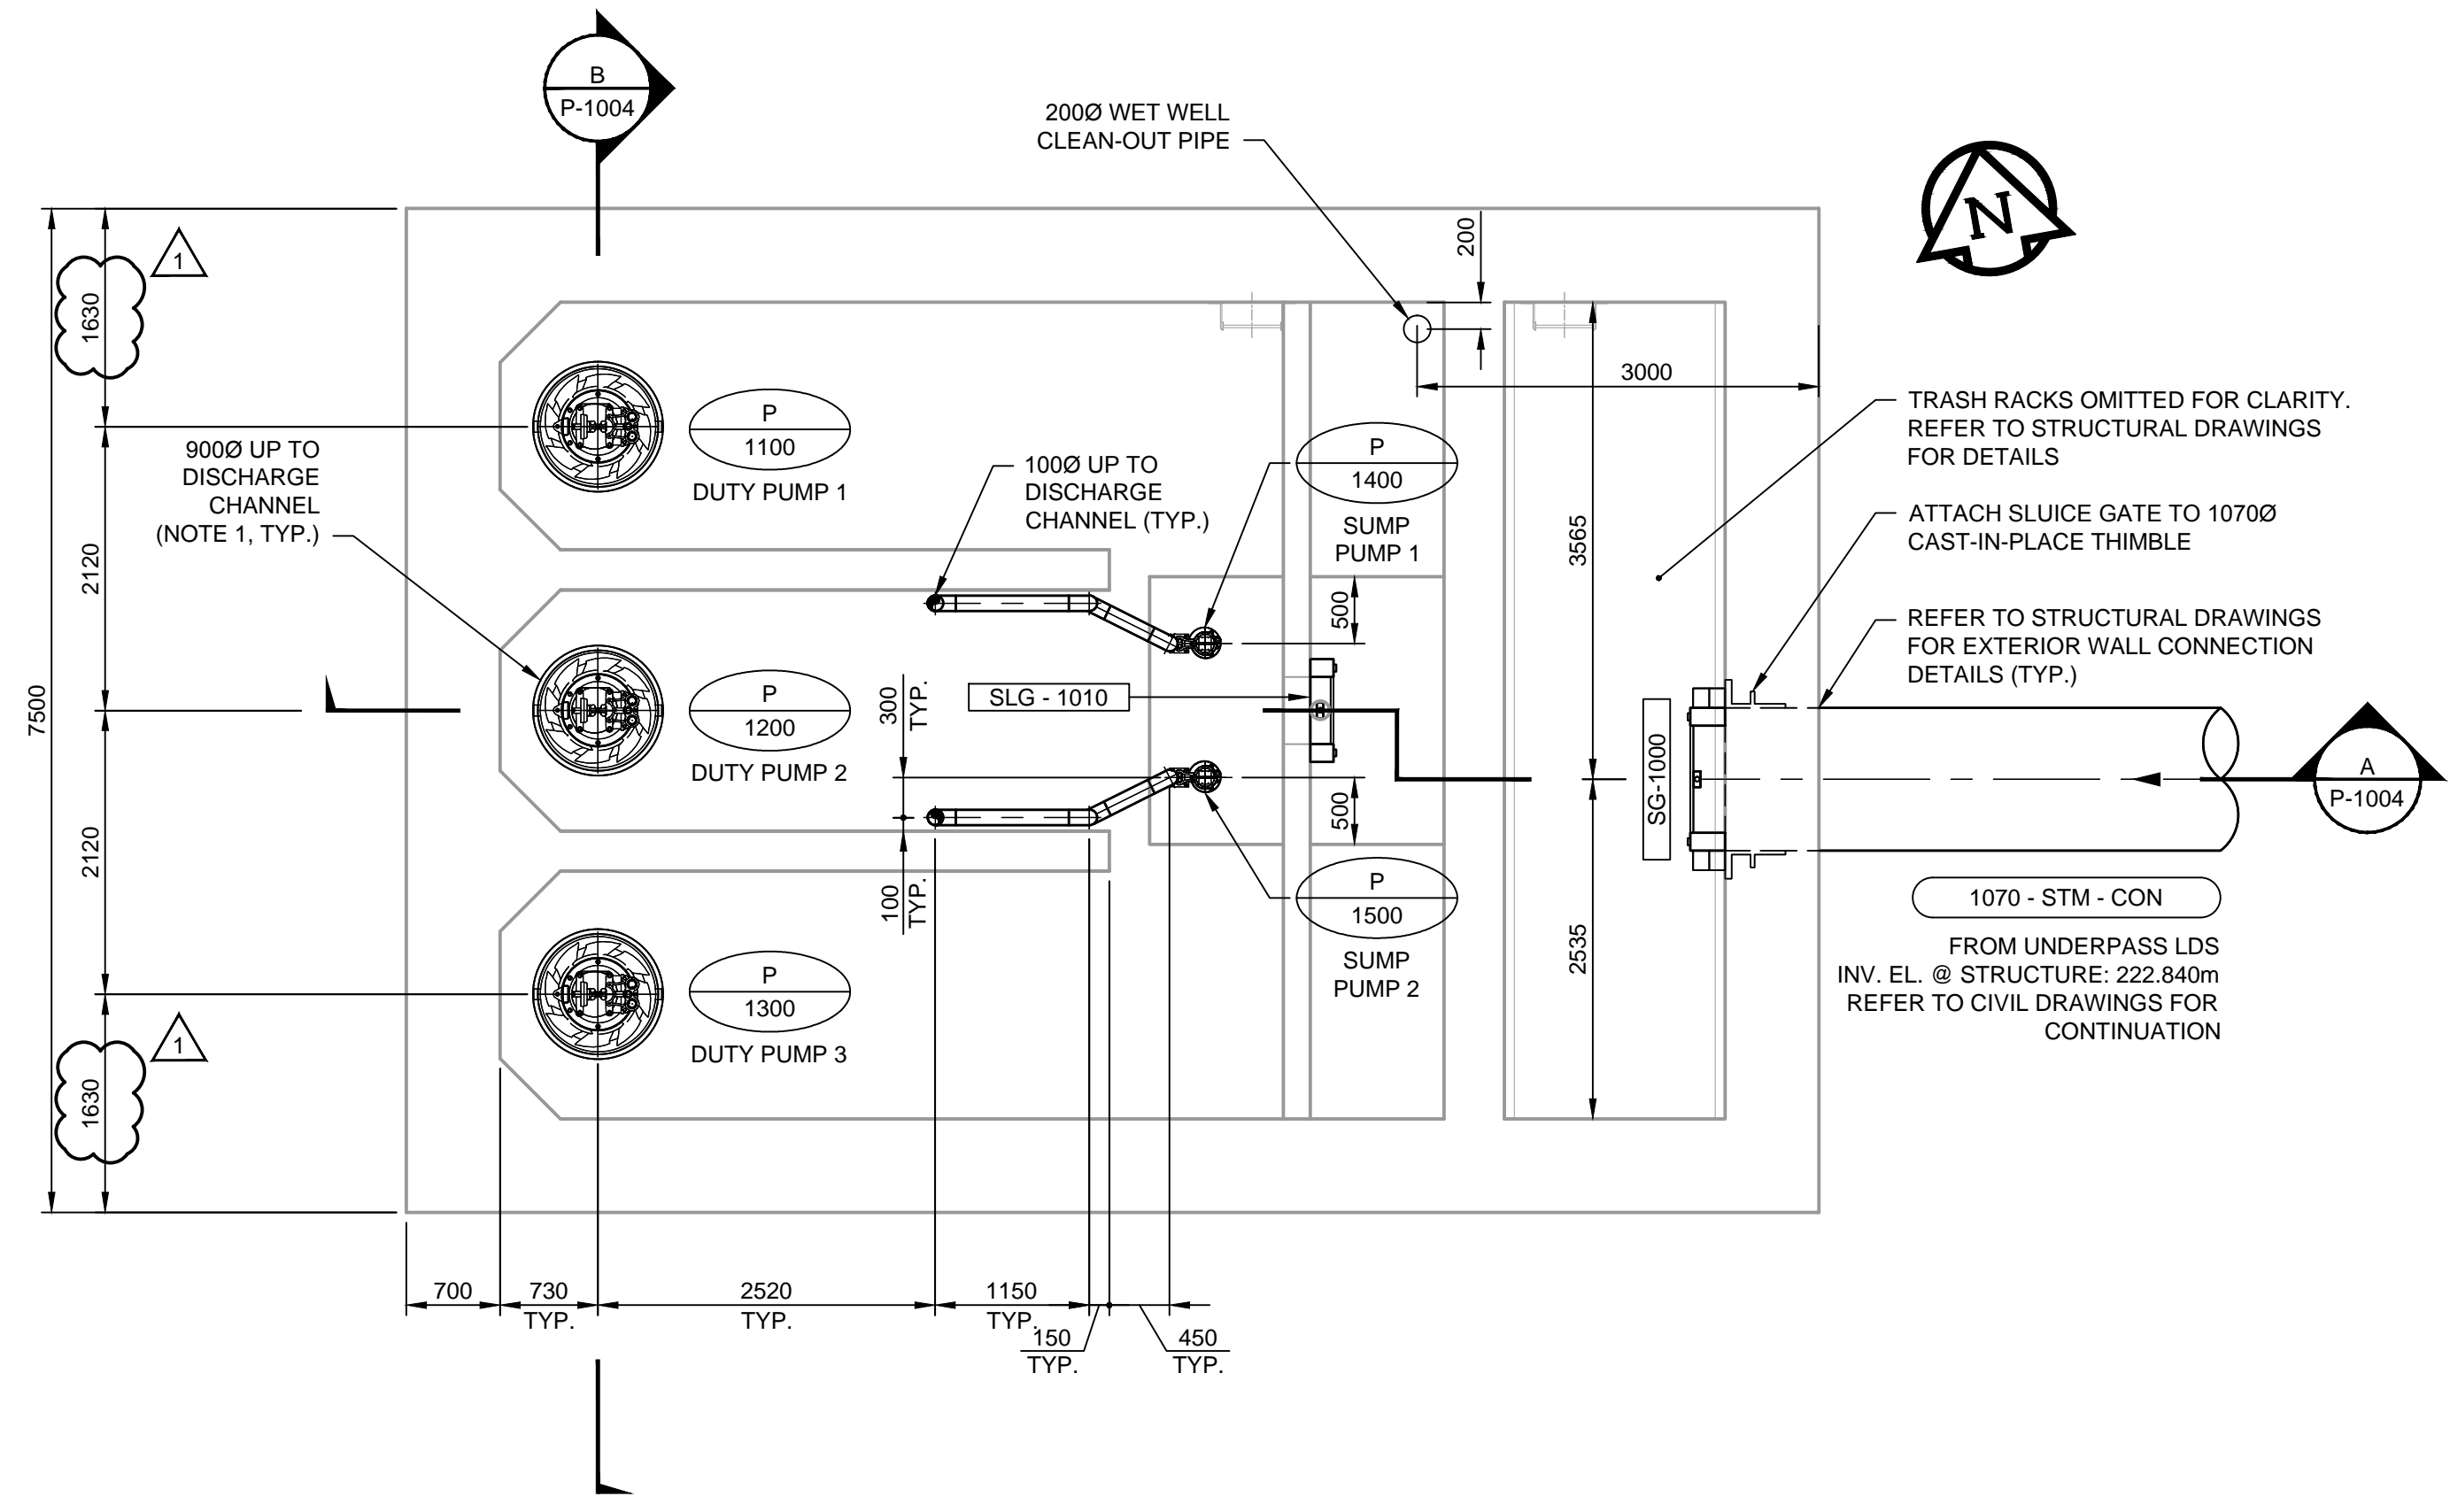 B
P-1004
200Ø WET WELL
CLEAN-OUT PIPE
N
1
1630
200
3000
TRASH RACKS OMITTED FOR CLARITY.
REFER TO STRUCTURAL DRAWINGS
FOR DETAILS
900Ø UP TO
DISCHARGE
CHANNEL
(NOTE 1, TYP.)
P
1100
DUTY PUMP 1
100Ø UP TO
DISCHARGE
CHANNEL (TYP.)
P
1400
SUMP
PUMP 1
3565
ATTACH SLUICE GATE TO 1070Ø
CAST-IN-PLACE THIMBLE
2120
500
REFER TO STRUCTURAL DRAWINGS
FOR EXTERIOR WALL CONNECTION
DETAILS (TYP.)
7500
P
1200
DUTY PUMP 2
300
TYP.
SLG - 1010
SG-1000
A
P-1004
500
2120
100
TYP.
P
1500
SUMP
PUMP 2
2535
1070 - STM - CON
FROM UNDERPASS LDS
INV. EL. @ STRUCTURE: 222.840m
REFER TO CIVIL DRAWINGS FOR
CONTINUATION
P
1300
DUTY PUMP 3
1
1630
700
730
TYP.
2520
TYP.
1150
TYP.
150
TYP.
450
TYP.